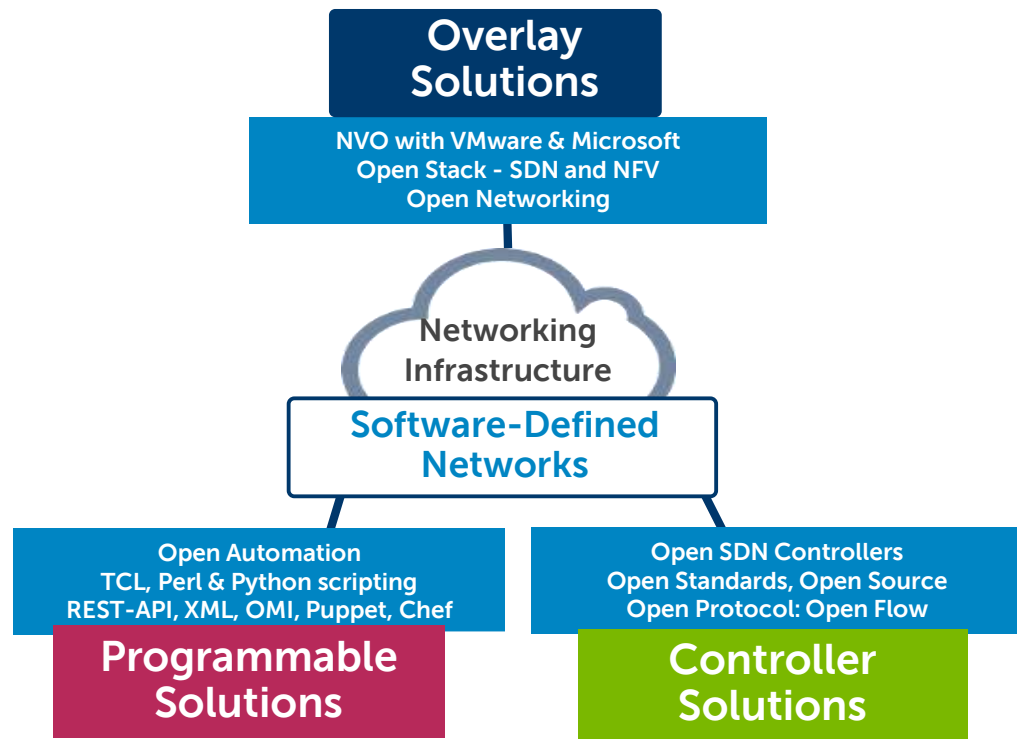 Overlay
Solutions
NVO with VMware & Microsoft
Open Stack - SDN and NFV
Open Networking
Networking
Infrastructure
Software-Defined
Networks
Open Automation
TCL, Perl & Python scripting
REST-API, XML, OMI, Puppet, Chef
Programmable
Solutions
Open SDN Controllers
Open Standards, Open Source
Open Protocol: Open Flow
Controller
Solutions